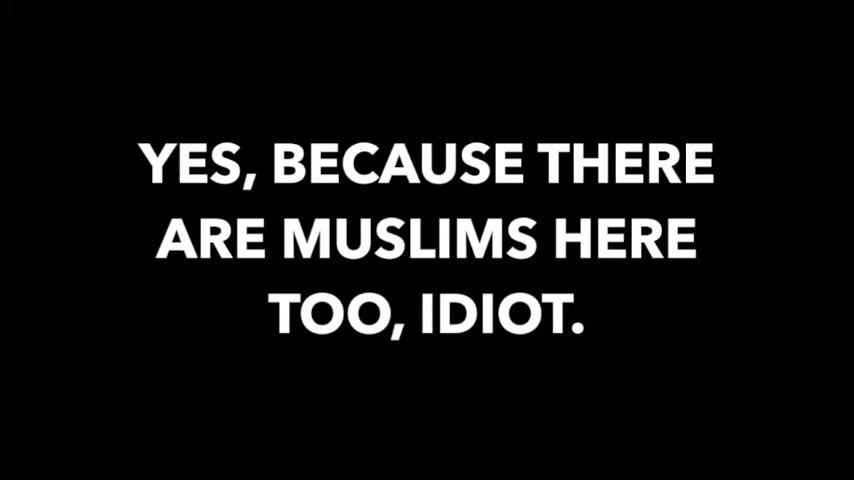 YES, BECAUSE THERE
ARE MUSLIMS HERE
TOO, IDIOT.